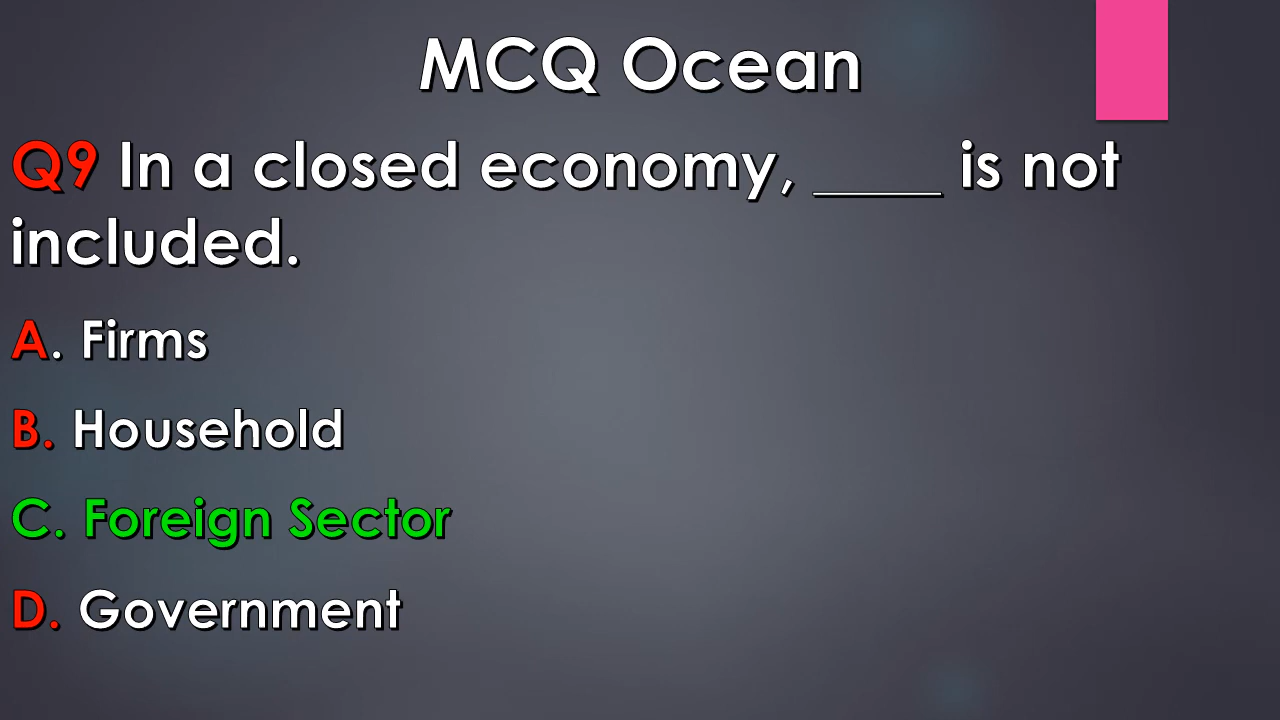 MCQ Ocean
Q9 In a closed economy, ____ is not
included.
A. Firms
B. Household
C. Foreign Sector
D. Government